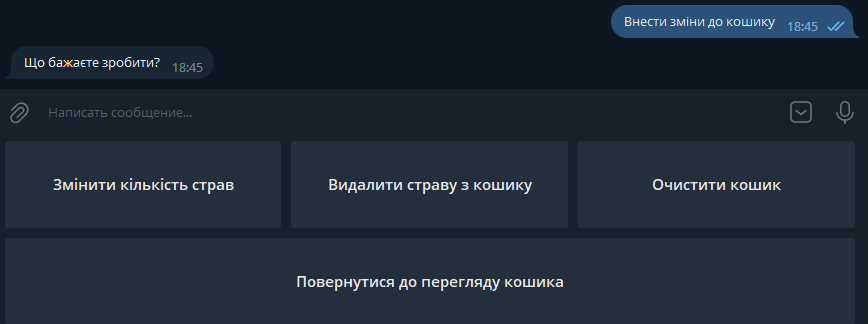 Внести зміни до кошику 18:45
Що бажаєте зробити? 18:45
Написать сообщение...
Змінити кількість страв
Видалити страву з кошику
Очистити кошик
Повернутися до перегляду кошика